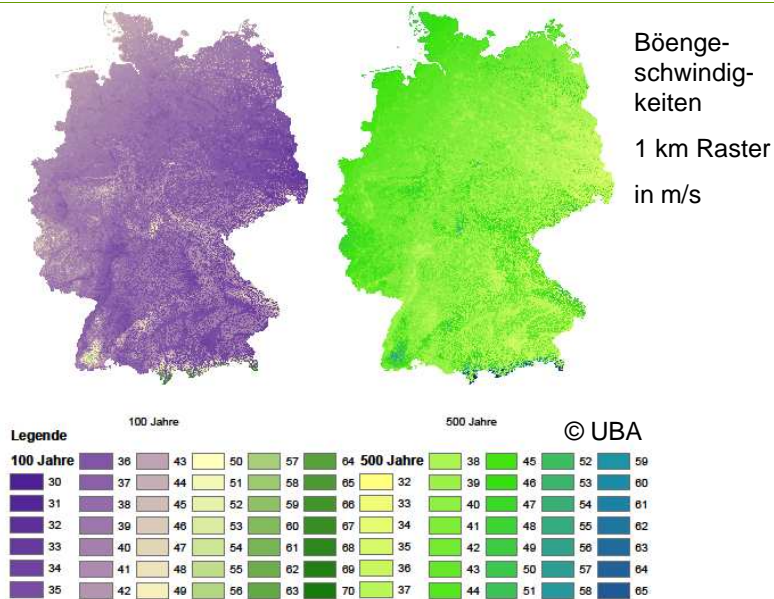 Böenge-
schwindig-
keiten
1 km Raster
in m/s
100 Jahre
500 Jahre
© UBA
Legende
100 Jahre 36 43 50 57 64 500 Jahre 38 45 52 59
30 37 44 51 58 65 32 39 46 53 60
31 38 45 52 59 66 33 40 47 54 61
32 39 46 53 60 67 34 41 48 55 62
33 40 47 54 61 68 35 42 49 56 63
34 41 48 55 62 69 36 43 50 57 64
35 42 49 56 63 70 37 44 51 58 65